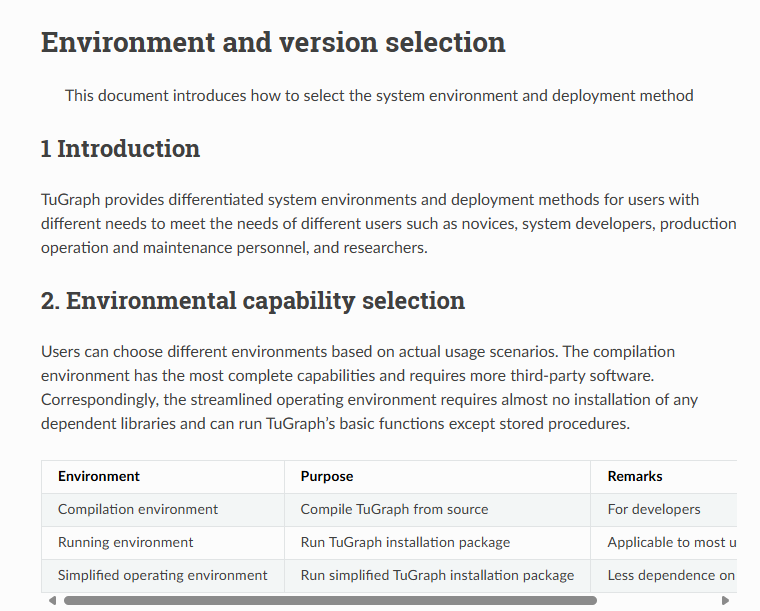 Environment and version selection
This document introduces how to select the system environment and deployment method
1 Introduction
TuGraph provides differentiated system environments and deployment methods for users with
different needs to meet the needs of different users such as novices, system developers, production
operation and maintenance personnel, and researchers.
2. Environmental capability selection
Users can choose different environments based on actual usage scenarios. The compilation
environment has the most complete capabilities and requires more third-party software.
Correspondingly, the streamlined operating environment requires almost no installation of any
dependent libraries and can run TuGraph’s basic functions except stored procedures.
Environment Purpose Remarks
Compilation environment Compile TuGraph from source For developers
Running environment Run TuGraph installation package Applicable to most u
Simplified operating environment Run simplified TuGraph installation package Less dependence on